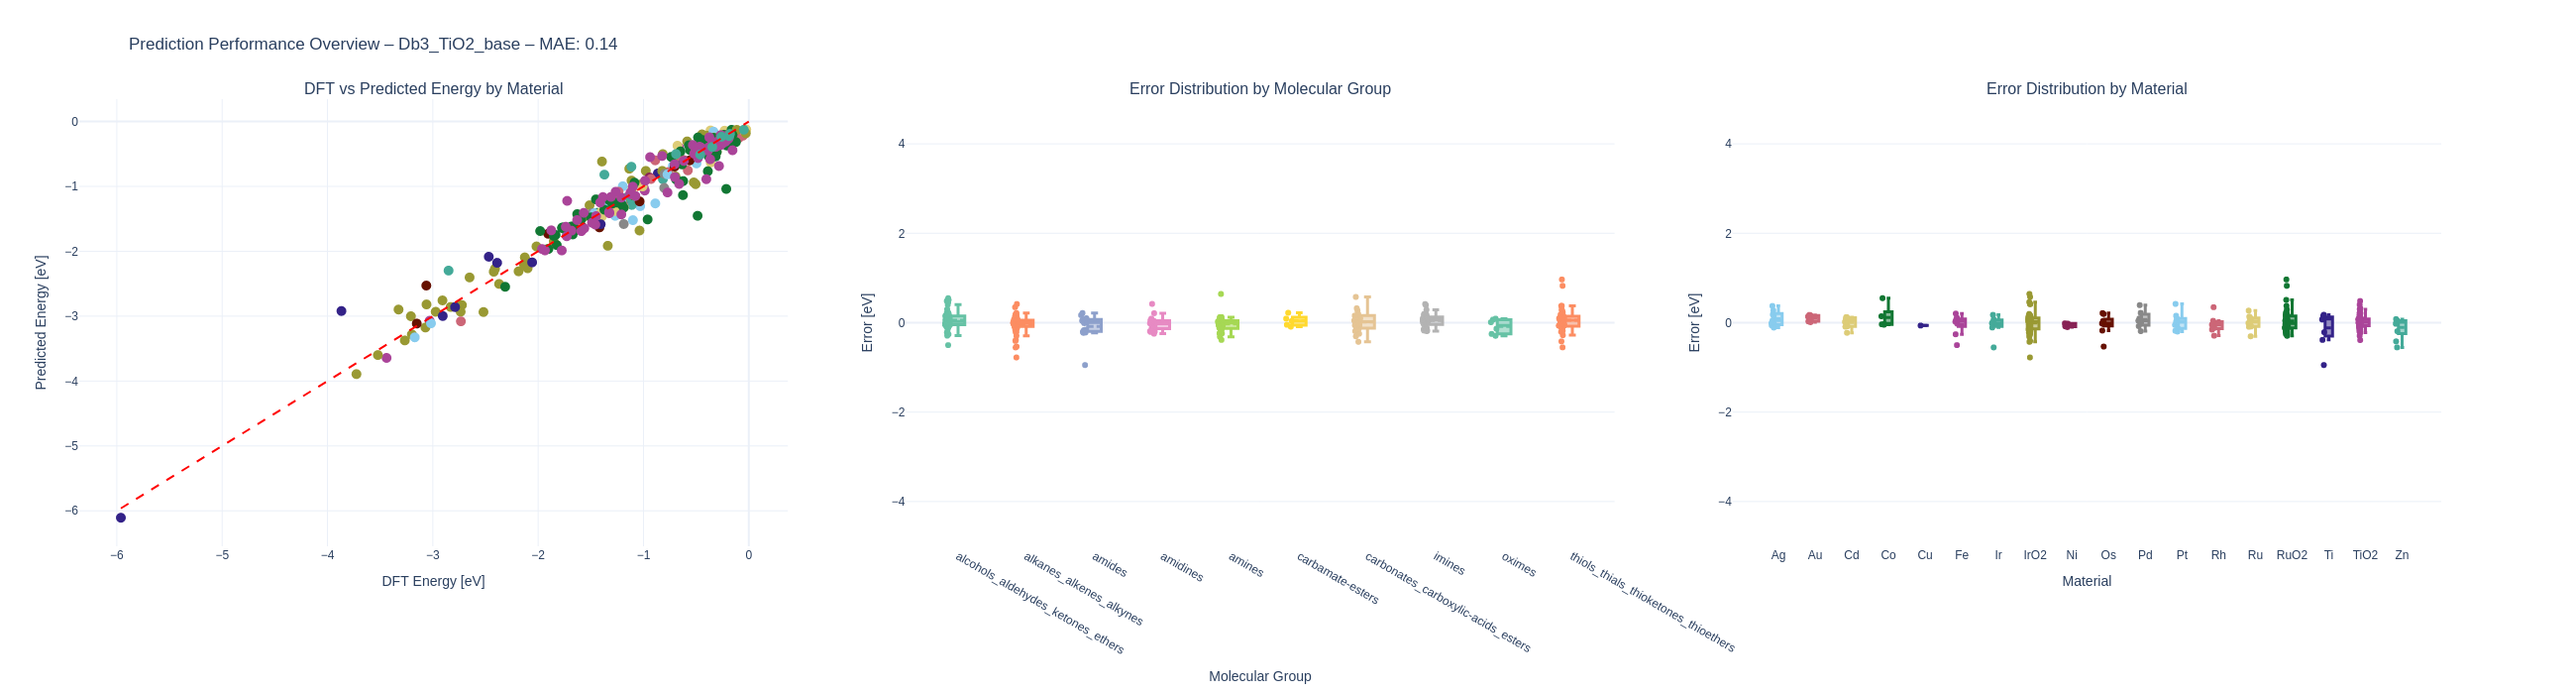 Prediction Performance Overview – Db3_TiO2_base – MAE: 0.14
DFT vs Predicted Energy by Material
0
−1
−2
−3
−4
−5
−6
Predicted Energy [eV]
−6 −5 −4 −3 −2 −1 0
DFT Energy [eV]
Error Distribution by Molecular Group
4
2
0
−2
−4
Error [eV]
alcohols_aldehydes_ketones_ethers
alkanes_alkenes_alkynes
amides
amidines
amines
carbamate-esters
carbonates_carboxylic-acids_esters
imines
oximes
thiols_thials_thioketones_thioethers
Molecular Group
Error Distribution by Material
4
2
0
−2
−4
Error [eV]
Ag Au Cd Co Cu Fe Ir IrO2 Ni Os Pd Pt Rh Ru RuO2 Ti TiO2 Zn
Material